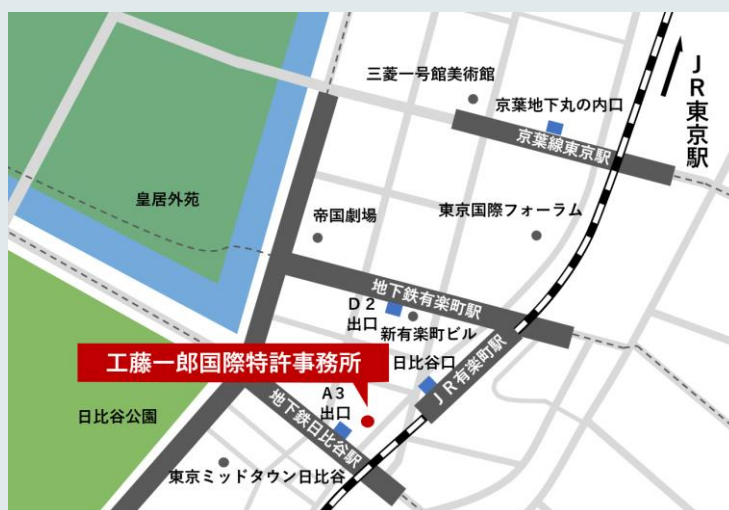 三菱一号館美術館
京葉地下丸の内口
京葉線東京駅
JR東京駅
皇居外苑
帝国劇場
東京国際フォーラム
地下鉄有楽町駅
D2
出口
新有楽町ビル
日比谷口
JR有楽町駅
工藤一郎国際特許事務所
A3
出口
日比谷公園
地下鉄日比谷駅
東京ミッドタウン日比谷